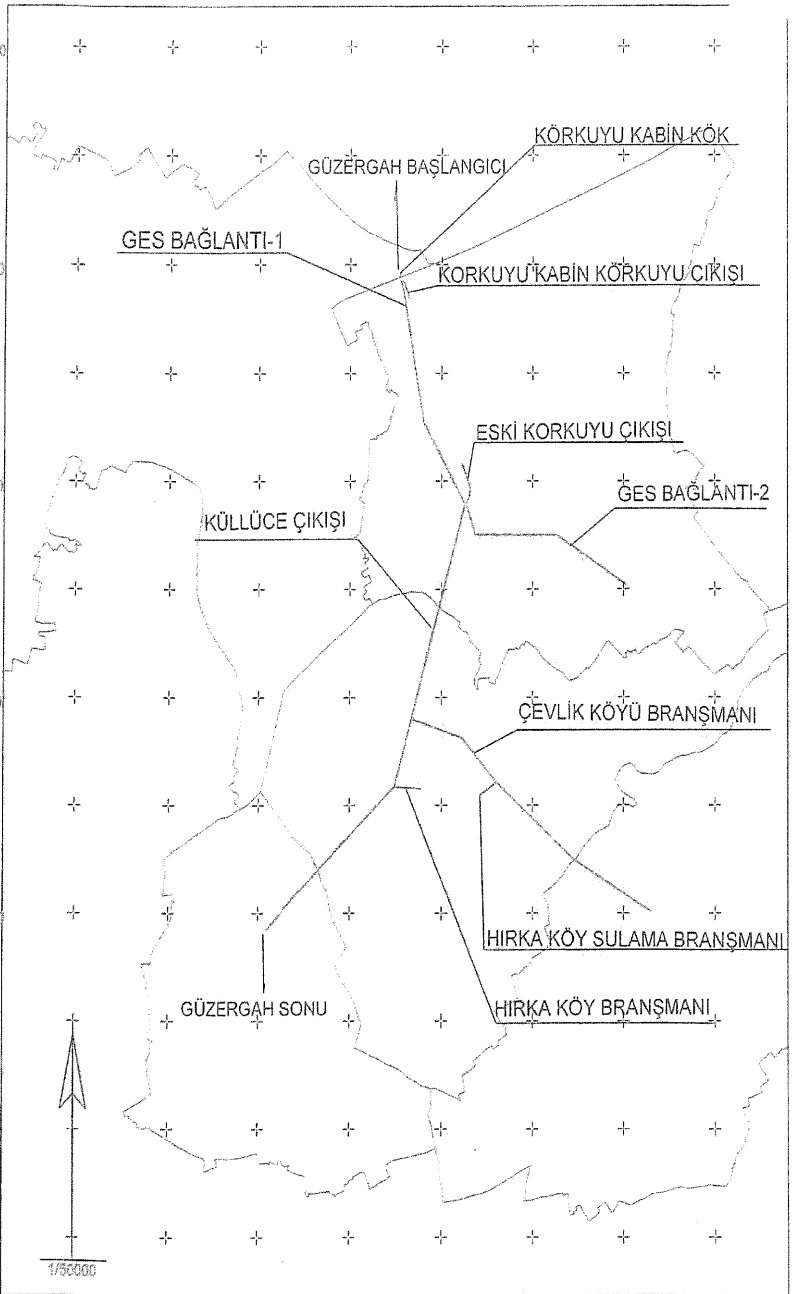 KÖRKUYU KABİN KÖK
GÜZERGAH BAŞLANGICI
GES BAĞLANTI-1
KORKUYU KABİN KÖRKUYU ÇIKIŞI
ESKİ KORKUYU ÇIKIŞI
GES BAĞLANTI-2
KÜLLÜCE ÇIKIŞI
ÇEVLİK KÖYÜ BRANŞMANI
HIRKA KÖY SULAMA BRANŞMANI
GÜZERGAH SONU
HIRKA KÖY BRANŞMANI
1/50000